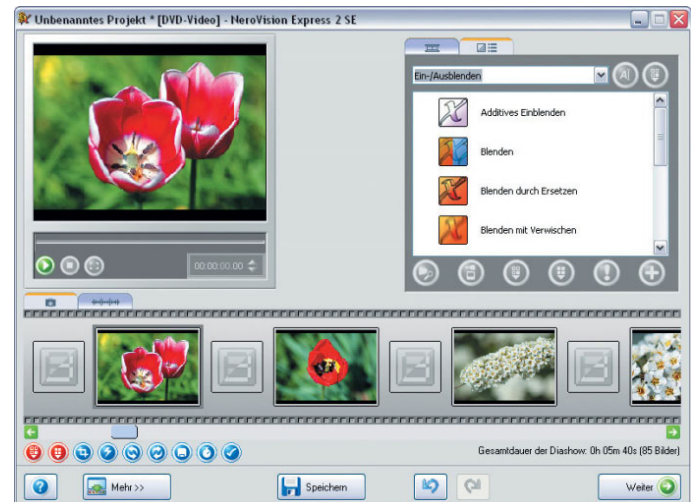 Unbenanntes Projekt * [DVD-Video] - NeroVision Express 2 SE
Ein-/Ausblenden
Additives Einblenden
Blenden
Blenden durch Ersetzen
Blenden mit Verwischen
00:00:00.00
Gesamtdauer der Diashow: 0h 05m 40s (85 Bilder)
Mehr >>
Speichern
Weiter